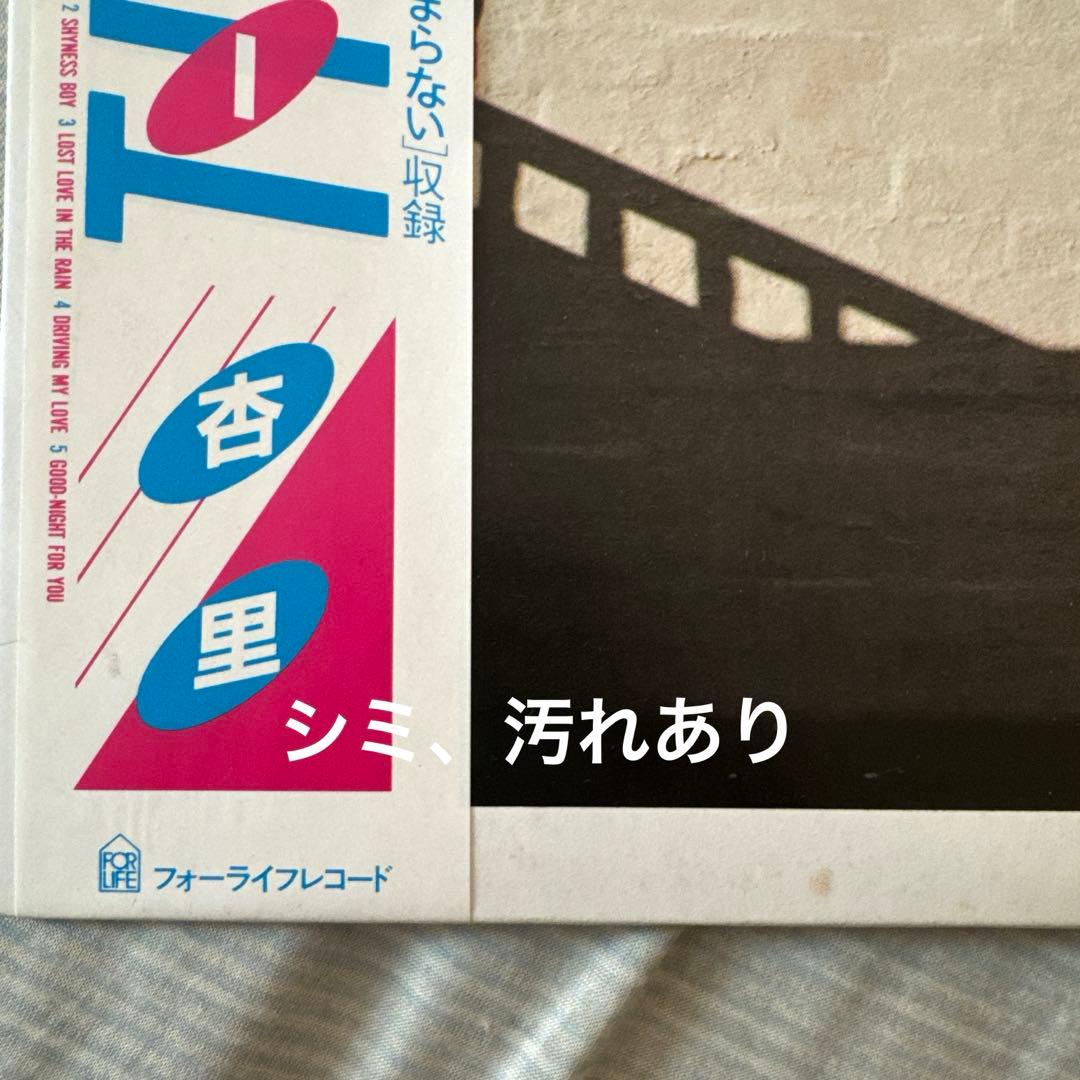 まらない]収録
ー
杏里
2 SHYNESS BOY 3 LOST LOVE IN THE RAIN 4 DRIVING MY LOVE 5 GOOD-NIGHT FOR YOU
シミ、汚れあり
FOR LIFE
フォーライフレコード